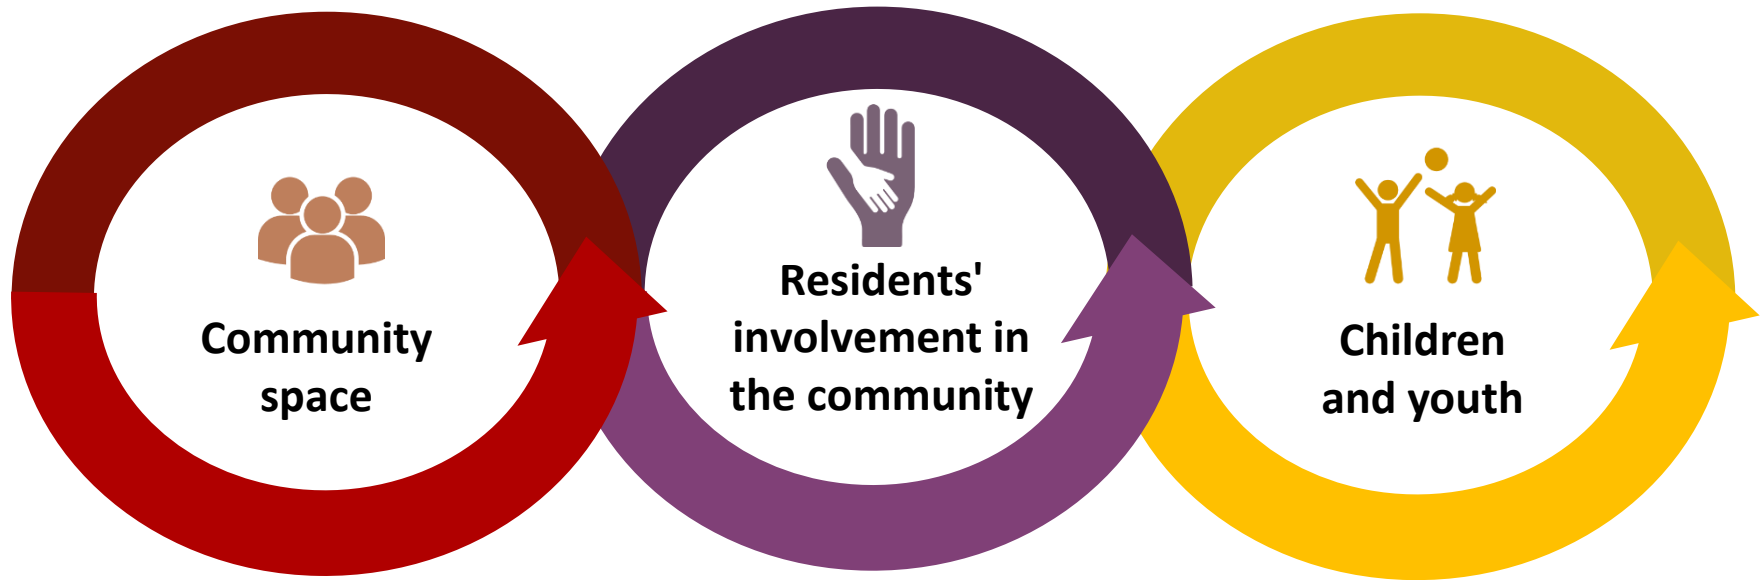 Community
space
Residents'
involvement in
the community
Children
and youth